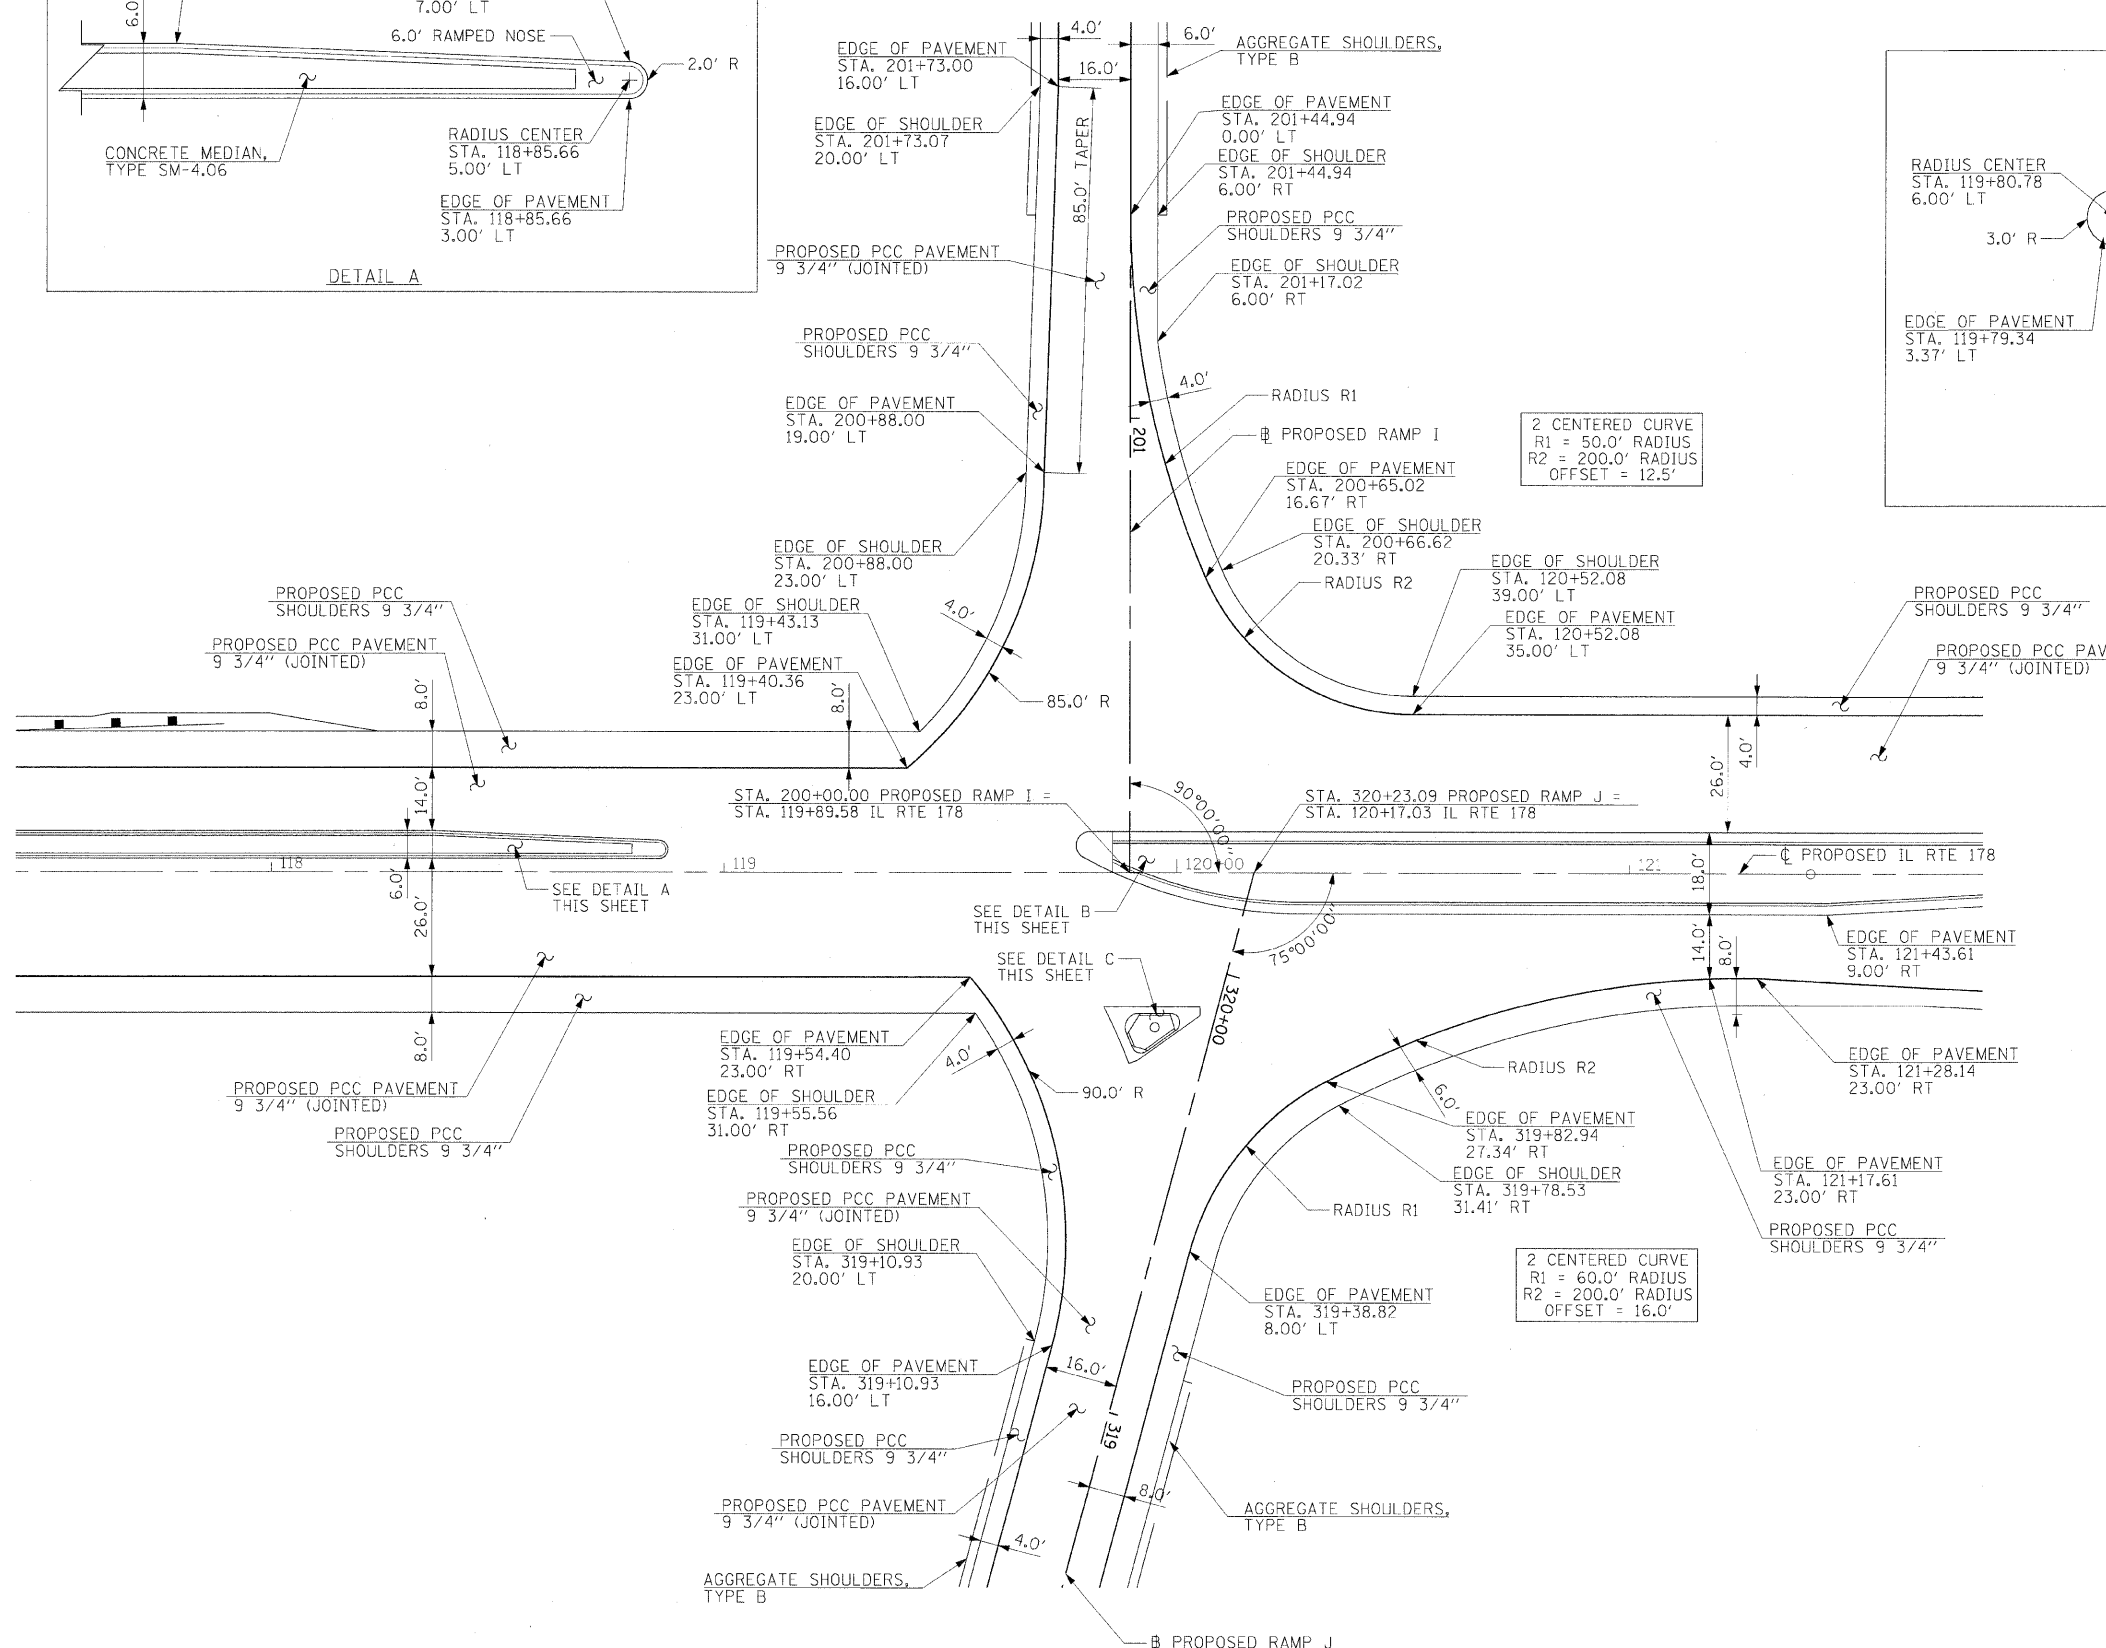 6.0'
7.00' LT
6.0' RAMPED NOSE
2.0' R
CONCRETE MEDIAN,
TYPE SM-4.06
RADIUS CENTER
STA. 118+85.66
5.00' LT
EDGE OF PAVEMENT
STA. 118+85.66
3.00' LT
DETAIL A
EDGE OF PAVEMENT
STA. 201+73.00
16.00' LT
EDGE OF SHOULDER
STA. 201+73.07
20.00' LT
4.0'
16.0'
6.0'
85.0' TAPER
AGGREGATE SHOULDERS,
TYPE B
EDGE OF PAVEMENT
STA. 201+44.94
0.00' LT
EDGE OF SHOULDER
STA. 201+44.94
6.00' RT
PROPOSED PCC
SHOULDERS 9 3/4"
EDGE OF SHOULDER
STA. 201+17.02
6.00' RT
PROPOSED PCC PAVEMENT
9 3/4" (JOINTED)
PROPOSED PCC
SHOULDERS 9 3/4"
EDGE OF PAVEMENT
STA. 200+88.00
19.00' LT
4.0'
RADIUS R1
201
℄ PROPOSED RAMP I
EDGE OF PAVEMENT
STA. 200+65.02
16.67' RT
EDGE OF SHOULDER
STA. 200+66.62
20.33' RT
RADIUS R2
2 CENTERED CURVE
R1 = 50.0' RADIUS
R2 = 200.0' RADIUS
OFFSET = 12.5'
RADIUS CENTER
STA. 119+80.78
6.00' LT
3.0' R
EDGE OF PAVEMENT
STA. 119+79.34
3.37' LT
EDGE OF SHOULDER
STA. 200+88.00
23.00' LT
EDGE OF SHOULDER
STA. 119+43.13
31.00' LT
EDGE OF PAVEMENT
STA. 119+40.36
23.00' LT
4.0'
85.0' R
8.0'
EDGE OF SHOULDER
STA. 120+52.08
39.00' LT
EDGE OF PAVEMENT
STA. 120+52.08
35.00' LT
PROPOSED PCC
SHOULDERS 9 3/4"
PROPOSED PCC PAV
9 3/4" (JOINTED)
PROPOSED PCC
SHOULDERS 9 3/4"
PROPOSED PCC PAVEMENT
9 3/4" (JOINTED)
8.0'
14.0'
6.0'
26.0'
8.0'
STA. 200+00.00 PROPOSED RAMP I =
STA. 119+89.58 IL RTE 178
90°00'00"
STA. 320+23.09 PROPOSED RAMP J =
STA. 120+17.03 IL RTE 178
26.0'
4.0'
118
119
120+00
121
18.0'
℄ PROPOSED IL RTE 178
SEE DETAIL A
THIS SHEET
SEE DETAIL B
THIS SHEET
SEE DETAIL C
THIS SHEET
75°00'00"
320+00
14.0'
8.0'
EDGE OF PAVEMENT
STA. 121+43.61
9.00' RT
EDGE OF PAVEMENT
STA. 121+28.14
23.00' RT
EDGE OF PAVEMENT
STA. 121+17.61
23.00' RT
PROPOSED PCC
SHOULDERS 9 3/4"
PROPOSED PCC PAVEMENT
9 3/4" (JOINTED)
PROPOSED PCC
SHOULDERS 9 3/4"
EDGE OF PAVEMENT
STA. 119+54.40
23.00' RT
EDGE OF SHOULDER
STA. 119+55.56
31.00' RT
4.0'
90.0' R
PROPOSED PCC
SHOULDERS 9 3/4"
PROPOSED PCC PAVEMENT
9 3/4" (JOINTED)
EDGE OF SHOULDER
STA. 319+10.93
20.00' LT
RADIUS R2
6.0'
EDGE OF PAVEMENT
STA. 319+82.94
27.34' RT
EDGE OF SHOULDER
STA. 319+78.53
31.41' RT
RADIUS R1
2 CENTERED CURVE
R1 = 60.0' RADIUS
R2 = 200.0' RADIUS
OFFSET = 16.0'
EDGE OF PAVEMENT
STA. 319+38.82
8.00' LT
EDGE OF PAVEMENT
STA. 319+10.93
16.00' LT
16.0'
PROPOSED PCC
SHOULDERS 9 3/4"
PROPOSED PCC
SHOULDERS 9 3/4"
319
PROPOSED PCC PAVEMENT
9 3/4" (JOINTED)
8.0'
AGGREGATE SHOULDERS,
TYPE B
4.0'
AGGREGATE SHOULDERS,
TYPE B
PROPOSED RAMP J